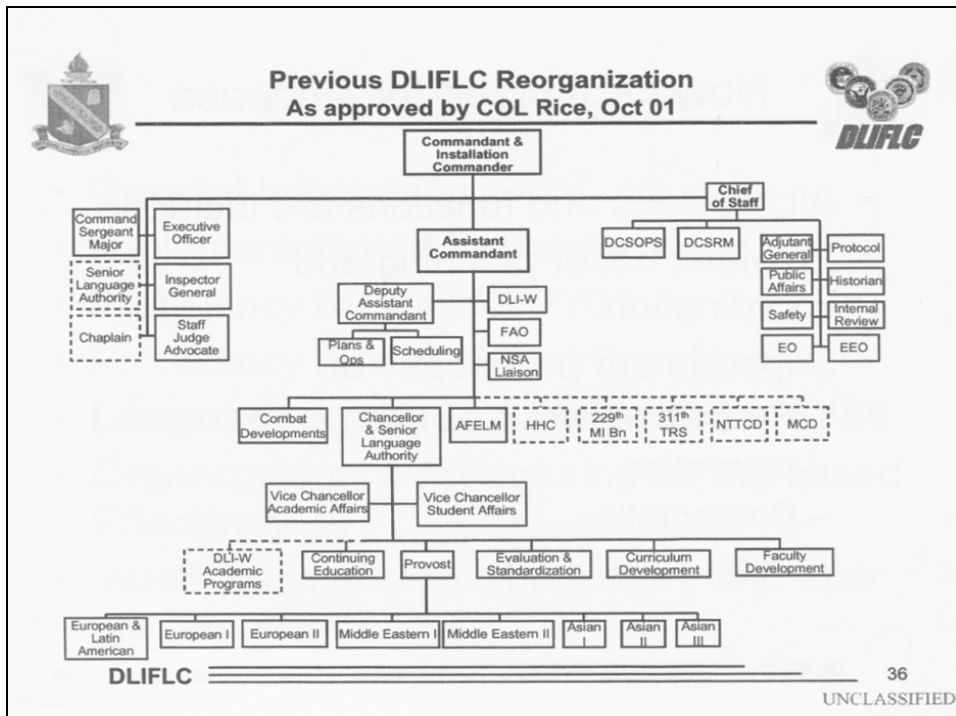 Previous DLIFLC Reorganization
As approved by COL Rice, Oct 01
DLIFLC
Commandant &
Installation
Commander
Chief
of Staff
Command
Sergeant
Major
Executive
Officer
Senior
Language
Authority
Inspector
General
Chaplain
Staff
Judge
Advocate
Assistant
Commandant
DCSOPS
DCSRM
Adjutant
General
Protocol
Public
Affairs
Historian
Safety
Internal
Review
EO
EEO
Deputy
Assistant
Commandant
Plans &
Ops
Scheduling
DLI-W
FAO
NSA
Liaison
Combat
Developments
Chancellor
& Senior
Language
Authority
AFELM
HHC
229th
MI Bn
311th
TRS
NTTCD
MCD
Vice Chancellor
Academic Affairs
Vice Chancellor
Student Affairs
DLI-W
Academic
Programs
Continuing
Education
Provost
Evaluation &
Standardization
Curriculum
Development
Faculty
Development
European &
Latin
American
European I
European II
Middle Eastern I
Middle Eastern II
Asian
I
Asian
II
Asian
III
DLIFLC
36
UNCLASSIFIED